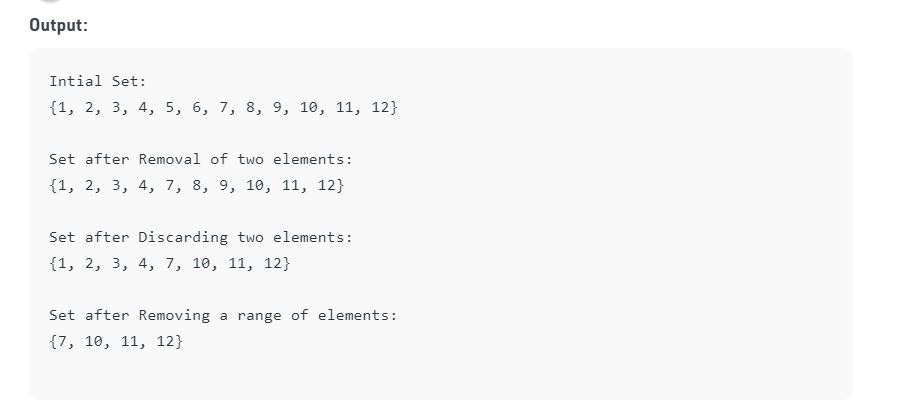 Output:
Intial Set:
{1, 2, 3, 4, 5, 6, 7, 8, 9, 10, 11, 12}
Set after Removal of two elements:
{1, 2, 3, 4, 7, 8, 9, 10, 11, 12}
Set after Discarding two elements:
{1, 2, 3, 4, 7, 10, 11, 12}
Set after Removing a range of elements:
{7, 10, 11, 12}